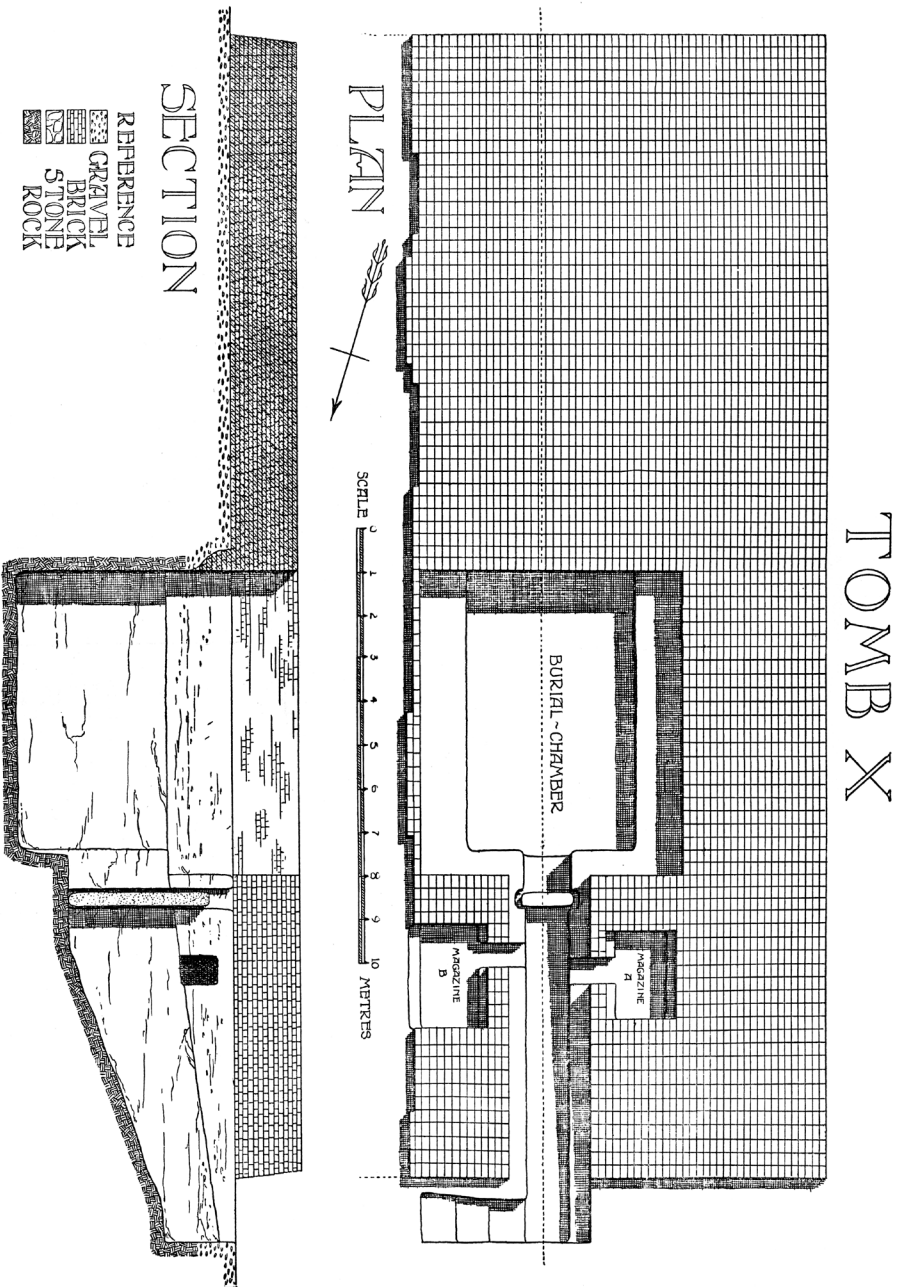 TOMB X
BURIAL~CHAMBER
MAGAZINE
A
MAGAZINE
B
SCALE 0 1 2 3 4 5 6 7 8 9 10 METRES
PLAN
SECTION
REFERENCE
GRAVEL
BRICK
STONE
ROCK